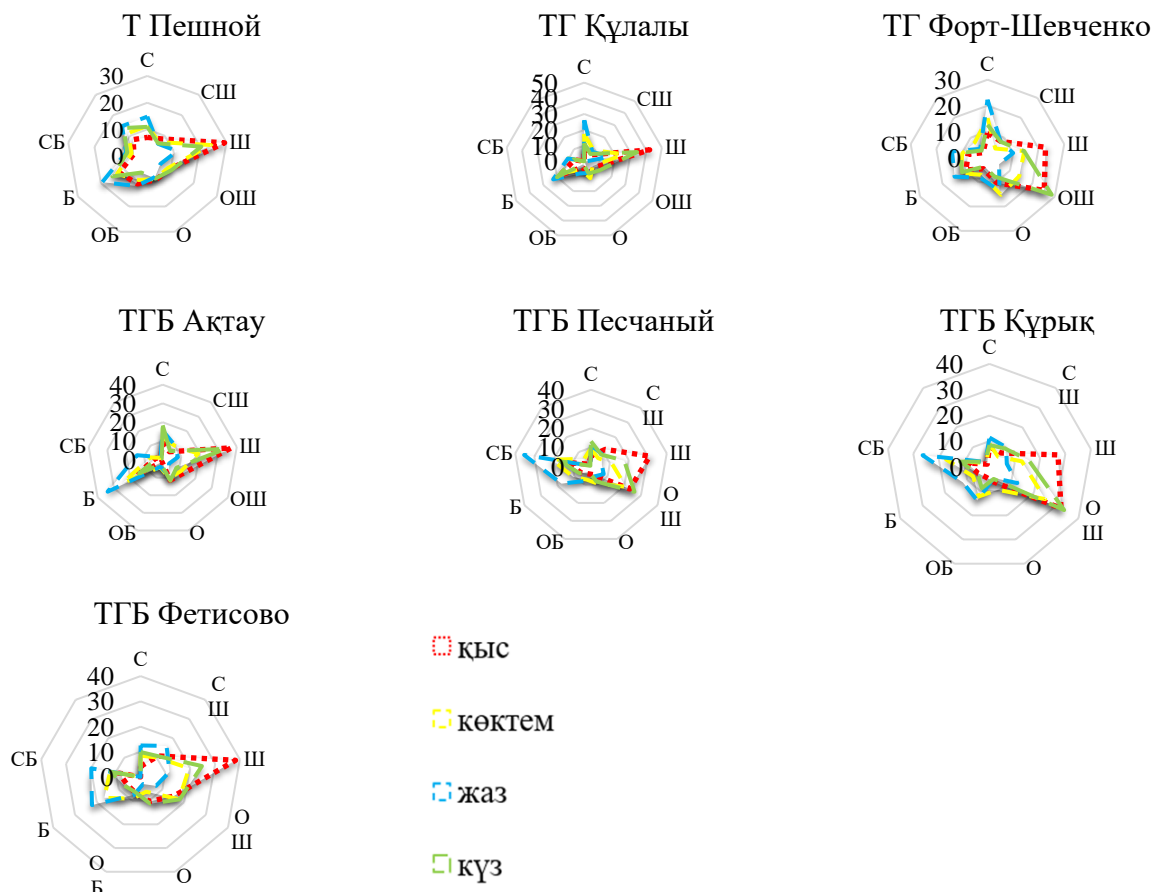 Т Пешной
С
30
СШ
20
10
СБ
Ш
0
Б
ОШ
ОБ
О
ТГ Құлалы
С
50
40
СШ
30
20
10
СБ
Ш
0
Б
ОШ
ОБ
О
ТГ Форт-Шевченко
С
30
СШ
20
10
СБ
Ш
0
Б
ОШ
ОБ
О
ТГБ Ақтау
С
40
30
СШ
20
10
СБ
Ш
0
Б
ОШ
ОБ
О
ТГБ Песчаный
С
40
30
С
Ш
20
10
СБ
Ш
0
Б
О
Ш
ОБ
О
ТГБ Құрық
С
40
30
С
Ш
20
10
СБ
Ш
0
Б
О
Ш
ОБ
О
ТГБ Фетисово
С
40
30
С
Ш
20
10
СБ
Ш
0
Б
О
Ш
О
Б
О
қыс
көктем
жаз
күз